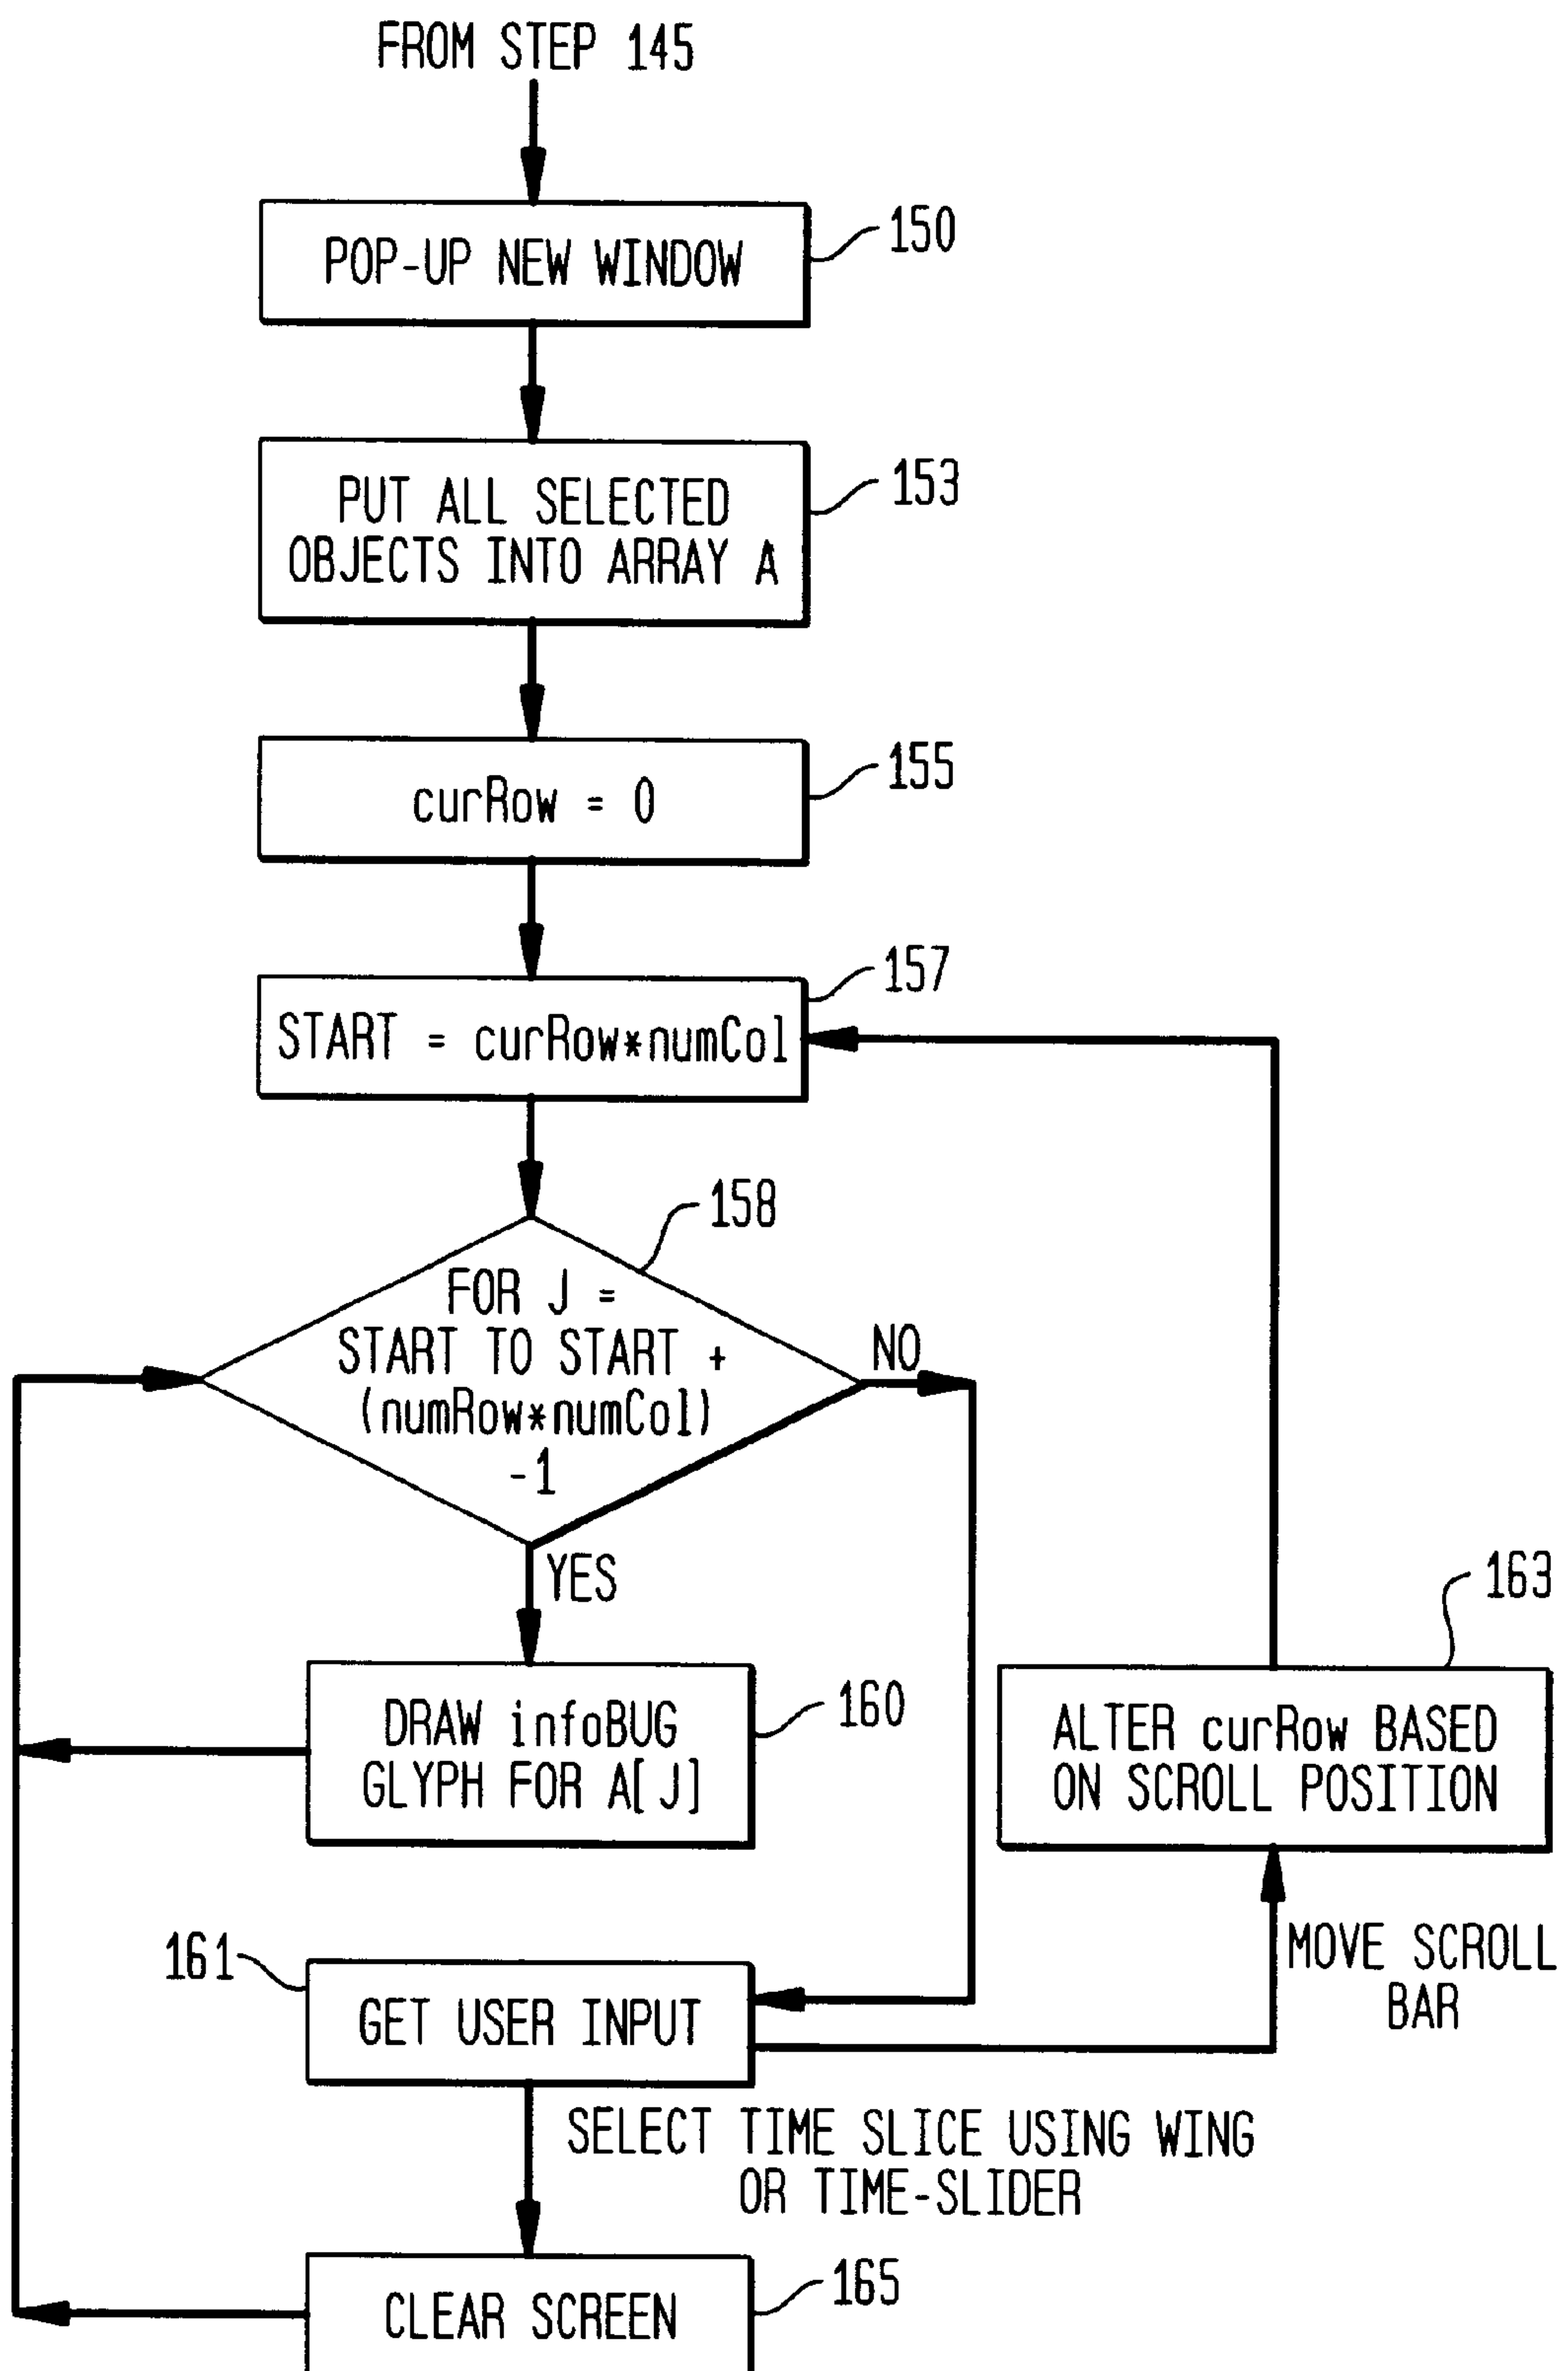 FROM STEP 145
POP-UP NEW WINDOW
150
PUT ALL SELECTED
OBJECTS INTO ARRAY A
153
curRow = 0
155
START = curRow*numCol
157
158
FOR J =
START TO START +
(numRow*numCol)
-1
NO
YES
DRAW infoBUG
GLYPH FOR A[J]
160
163
ALTER curRow BASED
ON SCROLL POSITION
161
GET USER INPUT
MOVE SCROLL
BAR
SELECT TIME SLICE USING WING
OR TIME-SLIDER
CLEAR SCREEN
165